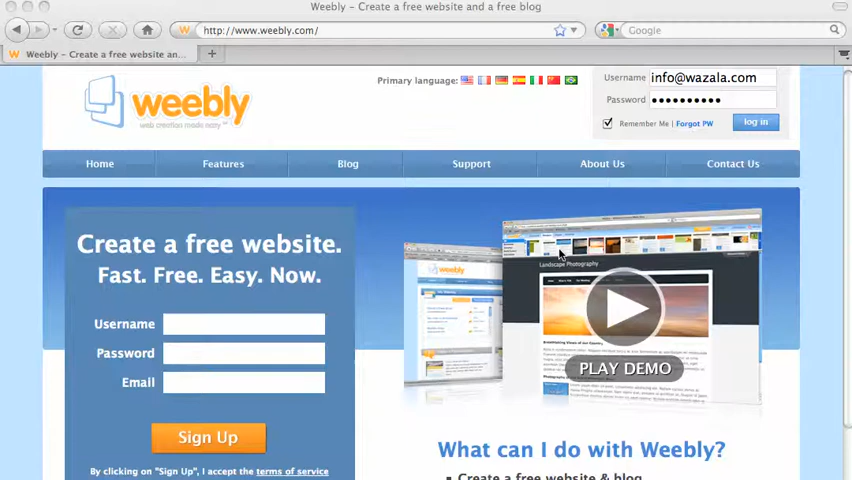 Weebly – Create a free website and a free blog
http://www.weebly.com/
Google
Weebly – Create a free website an...
Primary language:
Username info@wazala.com
Password ••••••••••
Remember Me | Forgot PW
log in
weebly
web creation made easy
Home Features Blog Support About Us Contact Us
Create a free website.
Fast. Free. Easy. Now.
Username
Password
Email
Sign Up
By clicking on "Sign Up", I accept the terms of service
weebly
Landscape Photography
PLAY DEMO
What can I do with Weebly?
Create a free website & blog